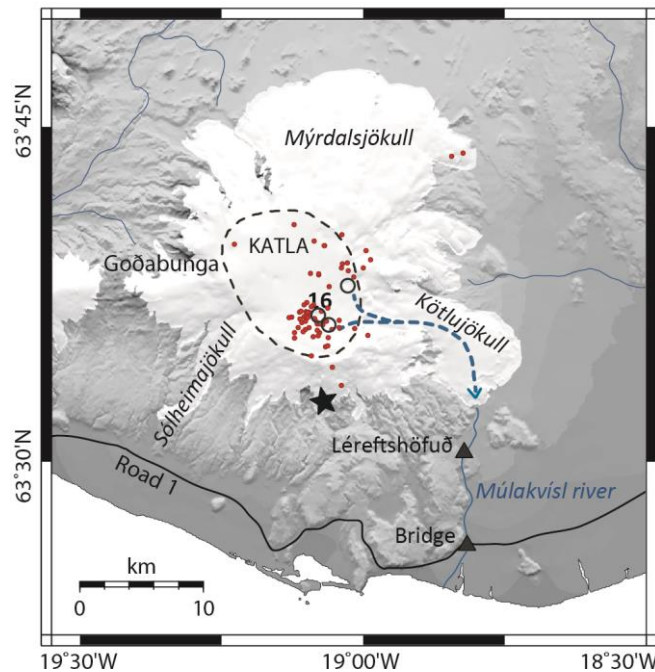 63°45'N
Mýrdalsjökull
KATLA
Goðabunga
16
Kötlujökull
Sólheimajökull
63°30'N
Léreftshöfuð
Road 1
Múlakvísl river
Bridge
km
0 10
19°30'W 19°00'W 18°30'W